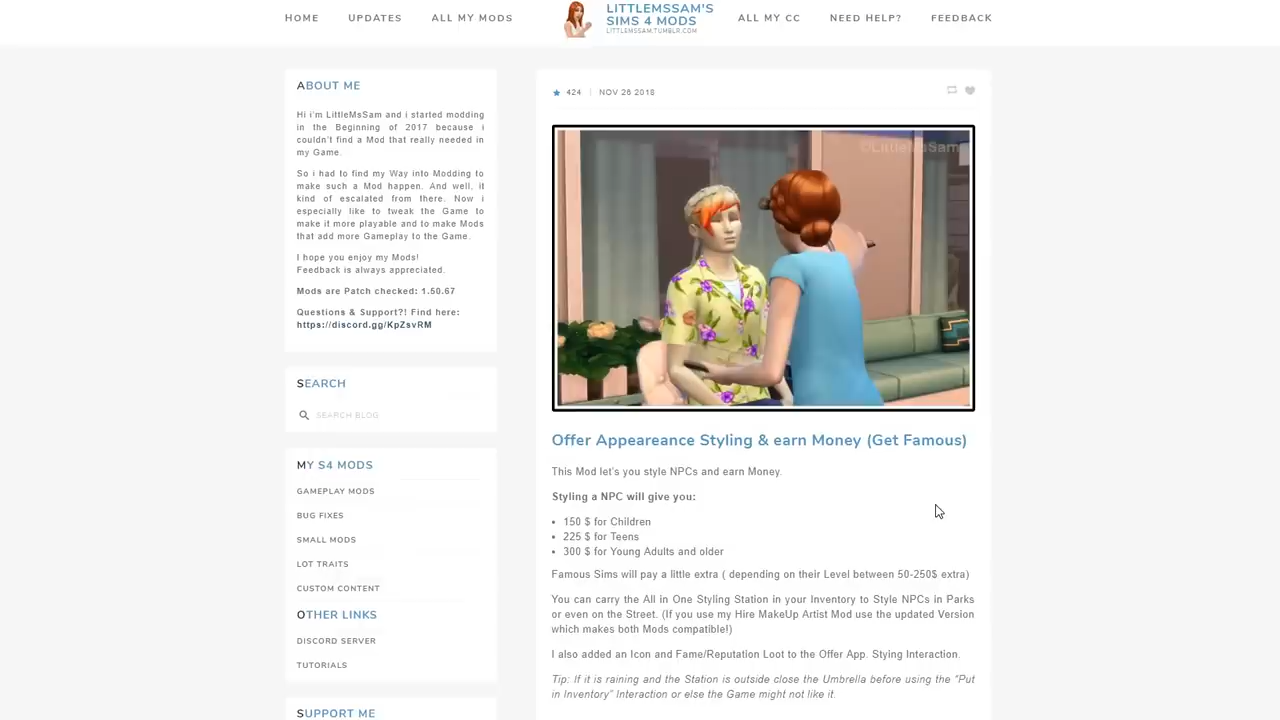 HOME UPDATES ALL MY MODS
LITTLEMSSAM'S
SIMS 4 MODS
LITTLEMSSAM.TUMBLR.COM
ALL MY CC NEED HELP? FEEDBACK
ABOUT ME
Hi i'm LittleMsSam and i started modding
in the Beginning of 2017 because i
couldn't find a Mod that really needed in
my Game.
So i had to find my Way into Modding to
make such a Mod happen. And well, it
kind of escalated from there. Now i
especially like to tweak the Game to
make it more playable and to make Mods
that add more Gameplay to the Game.
I hope you enjoy my Mods!
Feedback is always appreciated.
Mods are Patch checked: 1.50.67
Questions & Support?! Find here:
https://discord.gg/KpZsvRM
SEARCH
SEARCH BLOG
MY S4 MODS
GAMEPLAY MODS
BUG FIXES
SMALL MODS
LOT TRAITS
CUSTOM CONTENT
OTHER LINKS
DISCORD SERVER
TUTORIALS
SUPPORT ME
424 | NOV 26 2018
©LittleMsSam
Offer Appeareance Styling & earn Money (Get Famous)
This Mod let's you style NPCs and earn Money.
Styling a NPC will give you:
• 150 $ for Children
• 225 $ for Teens
• 300 $ for Young Adults and older
Famous Sims will pay a little extra ( depending on their Level between 50-250$ extra)
You can carry the All in One Styling Station in your Inventory to Style NPCs in Parks
or even on the Street. (If you use my Hire MakeUp Artist Mod use the updated Version
which makes both Mods compatible!)
I also added an Icon and Fame/Reputation Loot to the Offer App. Stying Interaction.
Tip: If it is raining and the Station is outside close the Umbrella before using the "Put
in Inventory" Interaction or else the Game might not like it.